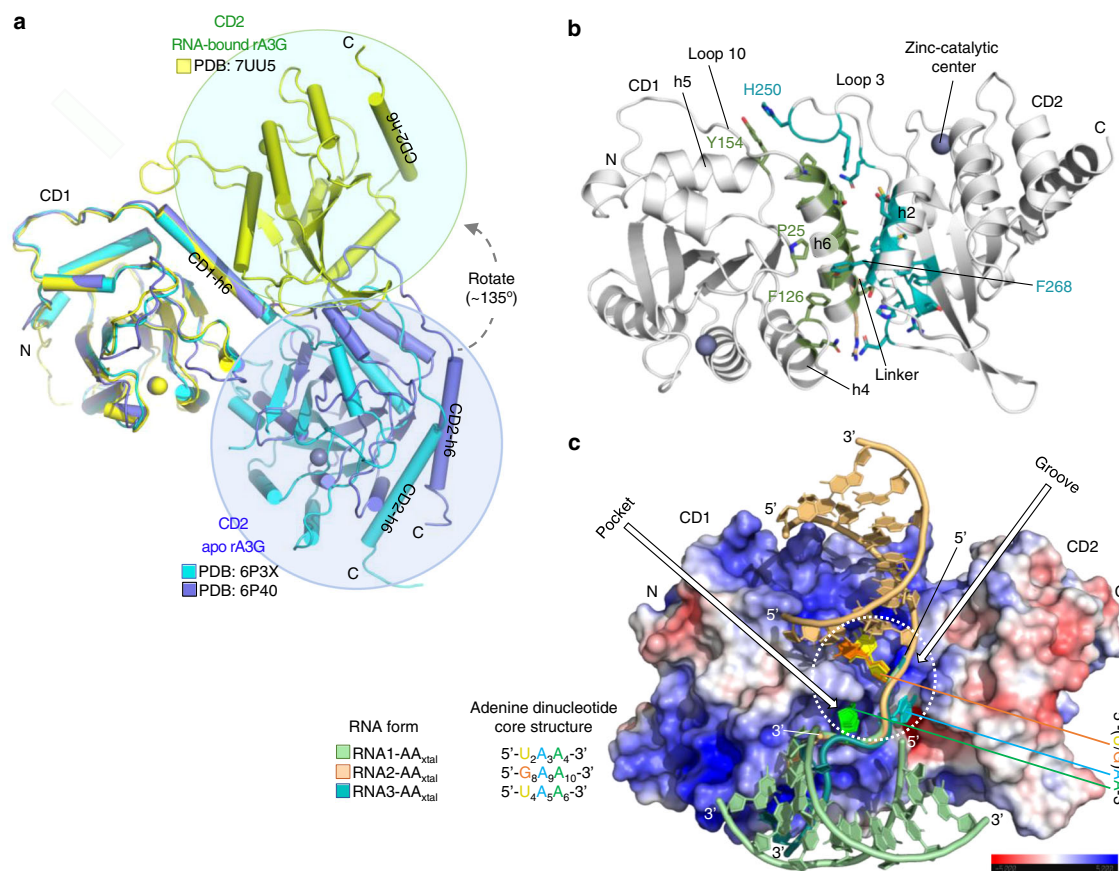 a
CD2
RNA-bound rA3G
PDB: 7UU5
C
CD2-h6
CD1
CD1-h6
N
Rotate
(~135°)
CD2-h6
CD2-h6
C
C
CD2
apo rA3G
PDB: 6P3X
PDB: 6P40
b
Zinc-catalytic
center
Loop 10
Loop 3
CD1
h5
H250
CD2
C
Y154
N
h2
P25
h6
F268
F126
Linker
h4
c
3’
Groove
Pocket
5’
CD1
5’
CD2
N
5’
3’
5’
3’
3’
3’
RNA form
RNA1-AAxtal
RNA2-AAxtal
RNA3-AAxtal
Adenine dinucleotide
core structure
5’-U2A3A4-3’
5’-G8A9A10-3’
5’-U4A5A6-3’